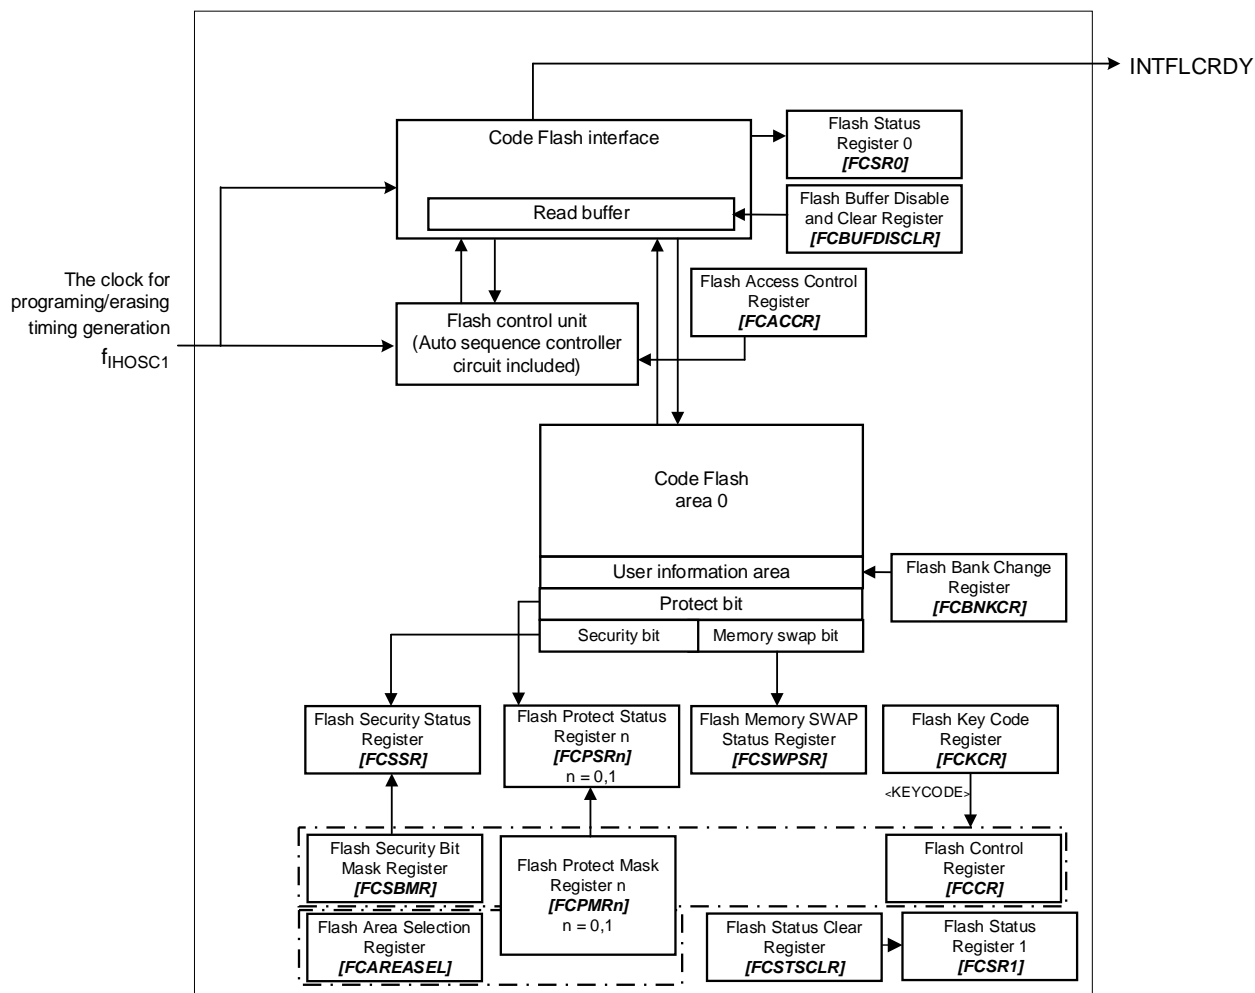 INTFLCRDY
Code Flash interface
Flash Status
Register 0
[FCSR0]
Read buffer
Flash Buffer Disable
and Clear Register
[FCBUFDISCLR]
The clock for
programing/erasing
timing generation
fIHOSC1
Flash control unit
(Auto sequence controller
circuit included)
Flash Access Control
Register
[FCACCR]
Code Flash
area 0
User information area
Protect bit
Security bit
Memory swap bit
Flash Bank Change
Register
[FCBNKCR]
Flash Security Status
Register
[FCSSR]
Flash Protect Status
Register n
[FCPSRn]
n = 0,1
Flash Memory SWAP
Status Register
[FCSWPSR]
Flash Key Code
Register
[FCKCR]
<KEYCODE>
Flash Security Bit
Mask Register
[FCSBMR]
Flash Protect Mask
Register n
[FCPMRn]
n = 0,1
Flash Control
Register
[FCCR]
Flash Area Selection
Register
[FCAREASEL]
Flash Status Clear
Register
[FCSTSCLR]
Flash Status
Register 1
[FCSR1]